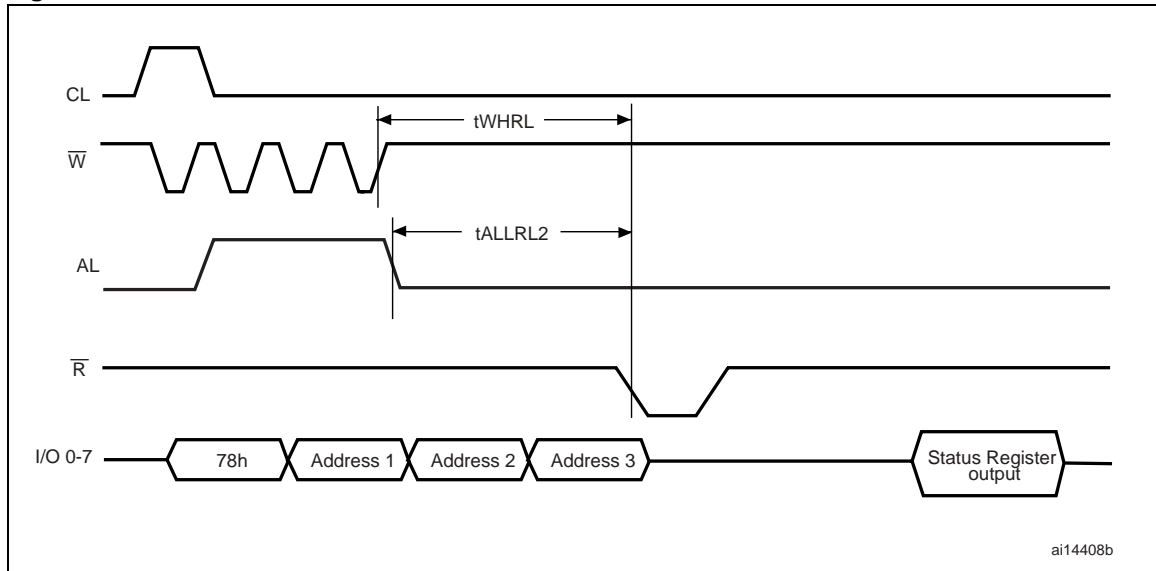 CL
tWHRL
W
tALLRL2
AL
R
I/O 0-7
78h
Address 1
Address 2
Address 3
Status Register
output
ai14408b